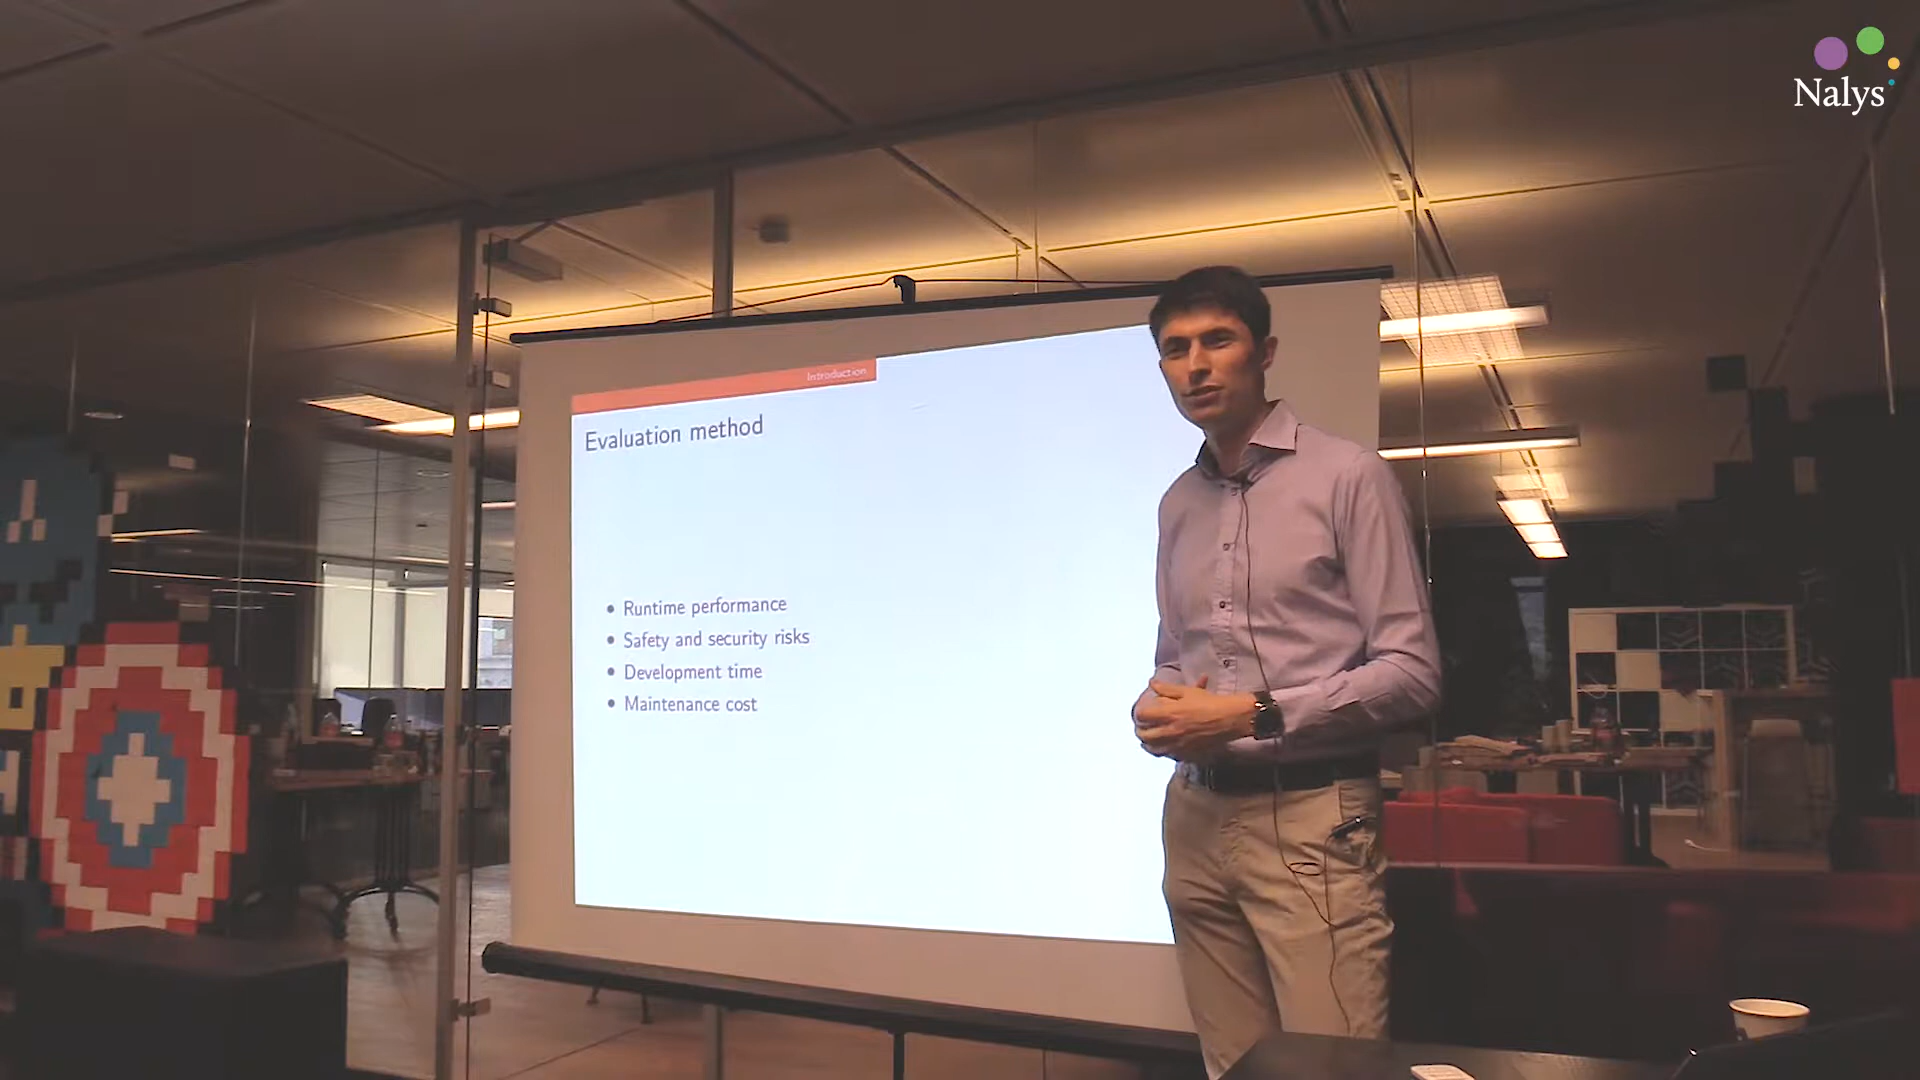 Nalys
Introduction
Evaluation method
• Runtime performance
• Safety and security risks
• Development time
• Maintenance cost